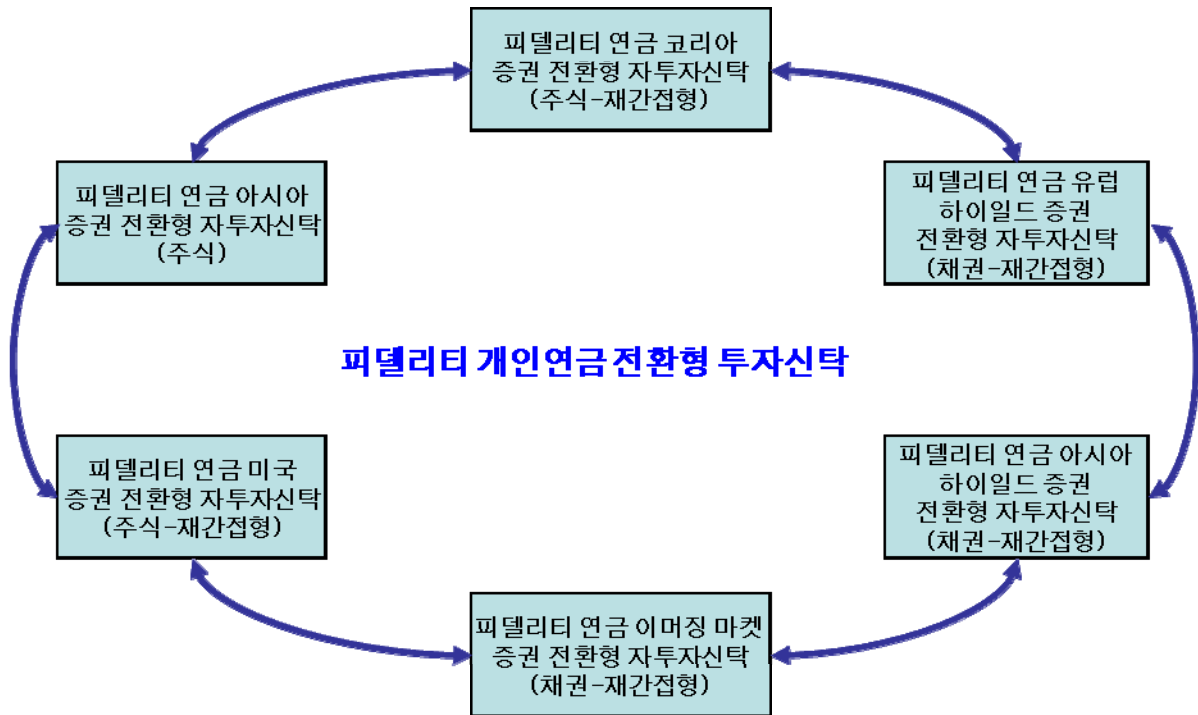 피델리티 연금 코리아
증권 전환형 자투자신탁
(주식-재간접형)
피델리티 연금 아시아
증권 전환형 자투자신탁
(주식)
피델리티 연금 유럽
하이일드 증권
전환형 자투자신탁
(채권-재간접형)
피델리티 개인연금 전환형 투자신탁
피델리티 연금 미국
증권 전환형 자투자신탁
(주식-재간접형)
피델리티 연금 아시아
하이일드 증권
전환형 자투자신탁
(채권-재간접형)
피델리티 연금 이머징 마켓
증권 전환형 자투자신탁
(채권-재간접형)